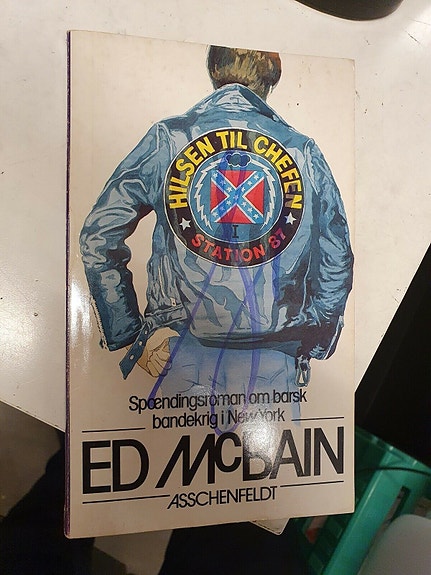 HILSEN TIL CHEFEN
STATION 87
Spændingsroman om barsk
bandekrig i New York
ED McBAIN
ASSCHENFELDT